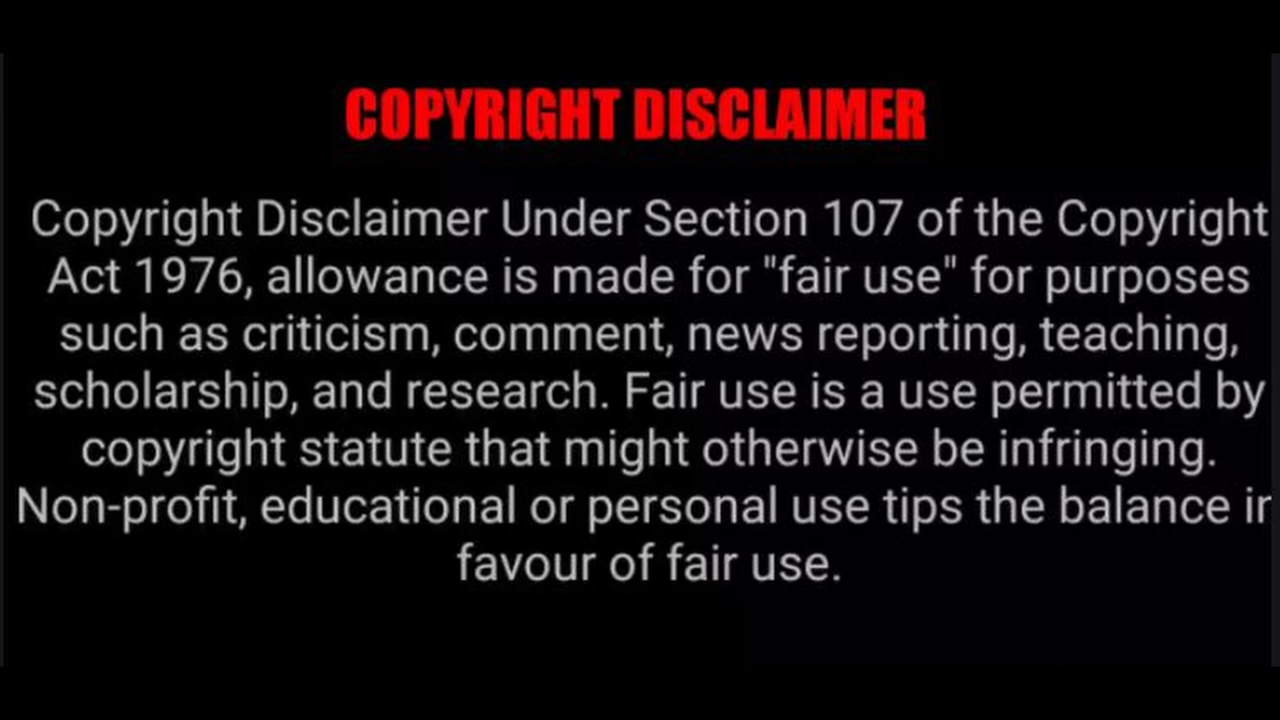 COPYRIGHT DISCLAIMER
Copyright Disclaimer Under Section 107 of the Copyright
Act 1976, allowance is made for "fair use" for purposes
such as criticism, comment, news reporting, teaching,
scholarship, and research. Fair use is a use permitted by
copyright statute that might otherwise be infringing.
Non-profit, educational or personal use tips the balance in
favour of fair use.